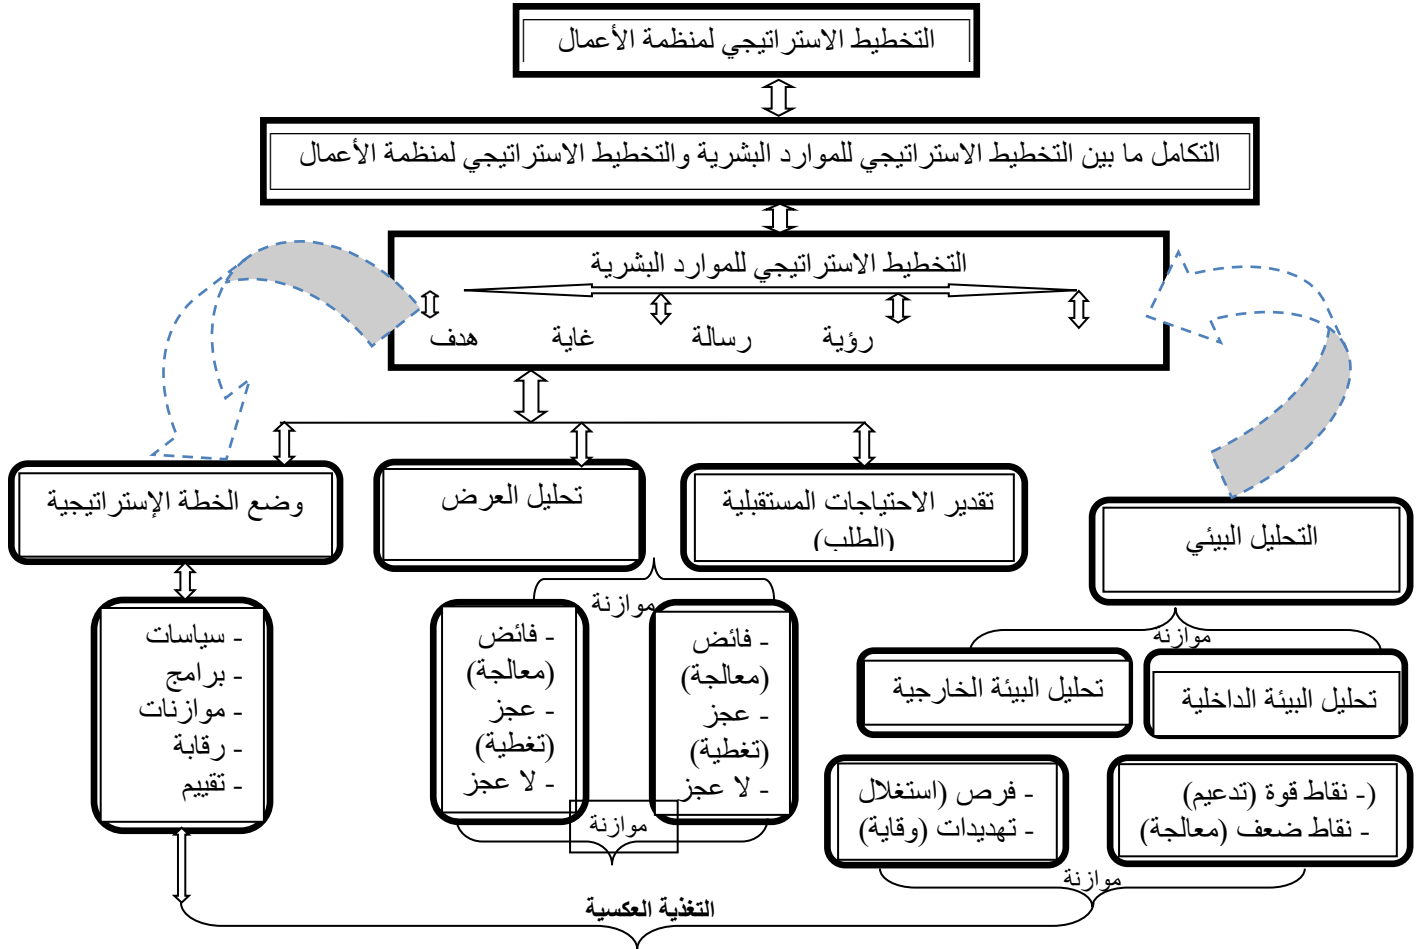 التخطيط الاستراتيجي لمنظمة الأعمال
التكامل ما بين التخطيط الاستراتيجي للموارد البشرية والتخطيط الاستراتيجي لمنظمة الأعمال
التخطيط الاستراتيجي للموارد البشرية
رؤية
رسالة
غاية
هدف
التحليل البيئي
تقدير الاحتياجات المستقبلية
(الطلب)
تحليل العرض
وضع الخطة الإستراتيجية
موازنة
تحليل البيئة الداخلية
تحليل البيئة الخارجية
(- نقاط قوة (تدعيم)
- نقاط ضعف (معالجة)
- فرص (استغلال
- تهديدات (وقاية)
موازنة
موازنة
- فائض
(معالجة)
- عجز
(تغطية)
- لا عجز
- فائض
(معالجة)
- عجز
(تغطية)
- لا عجز
موازنة
- سياسات
- برامج
- موازنات
- رقابة
- تقييم
التغذية العكسية